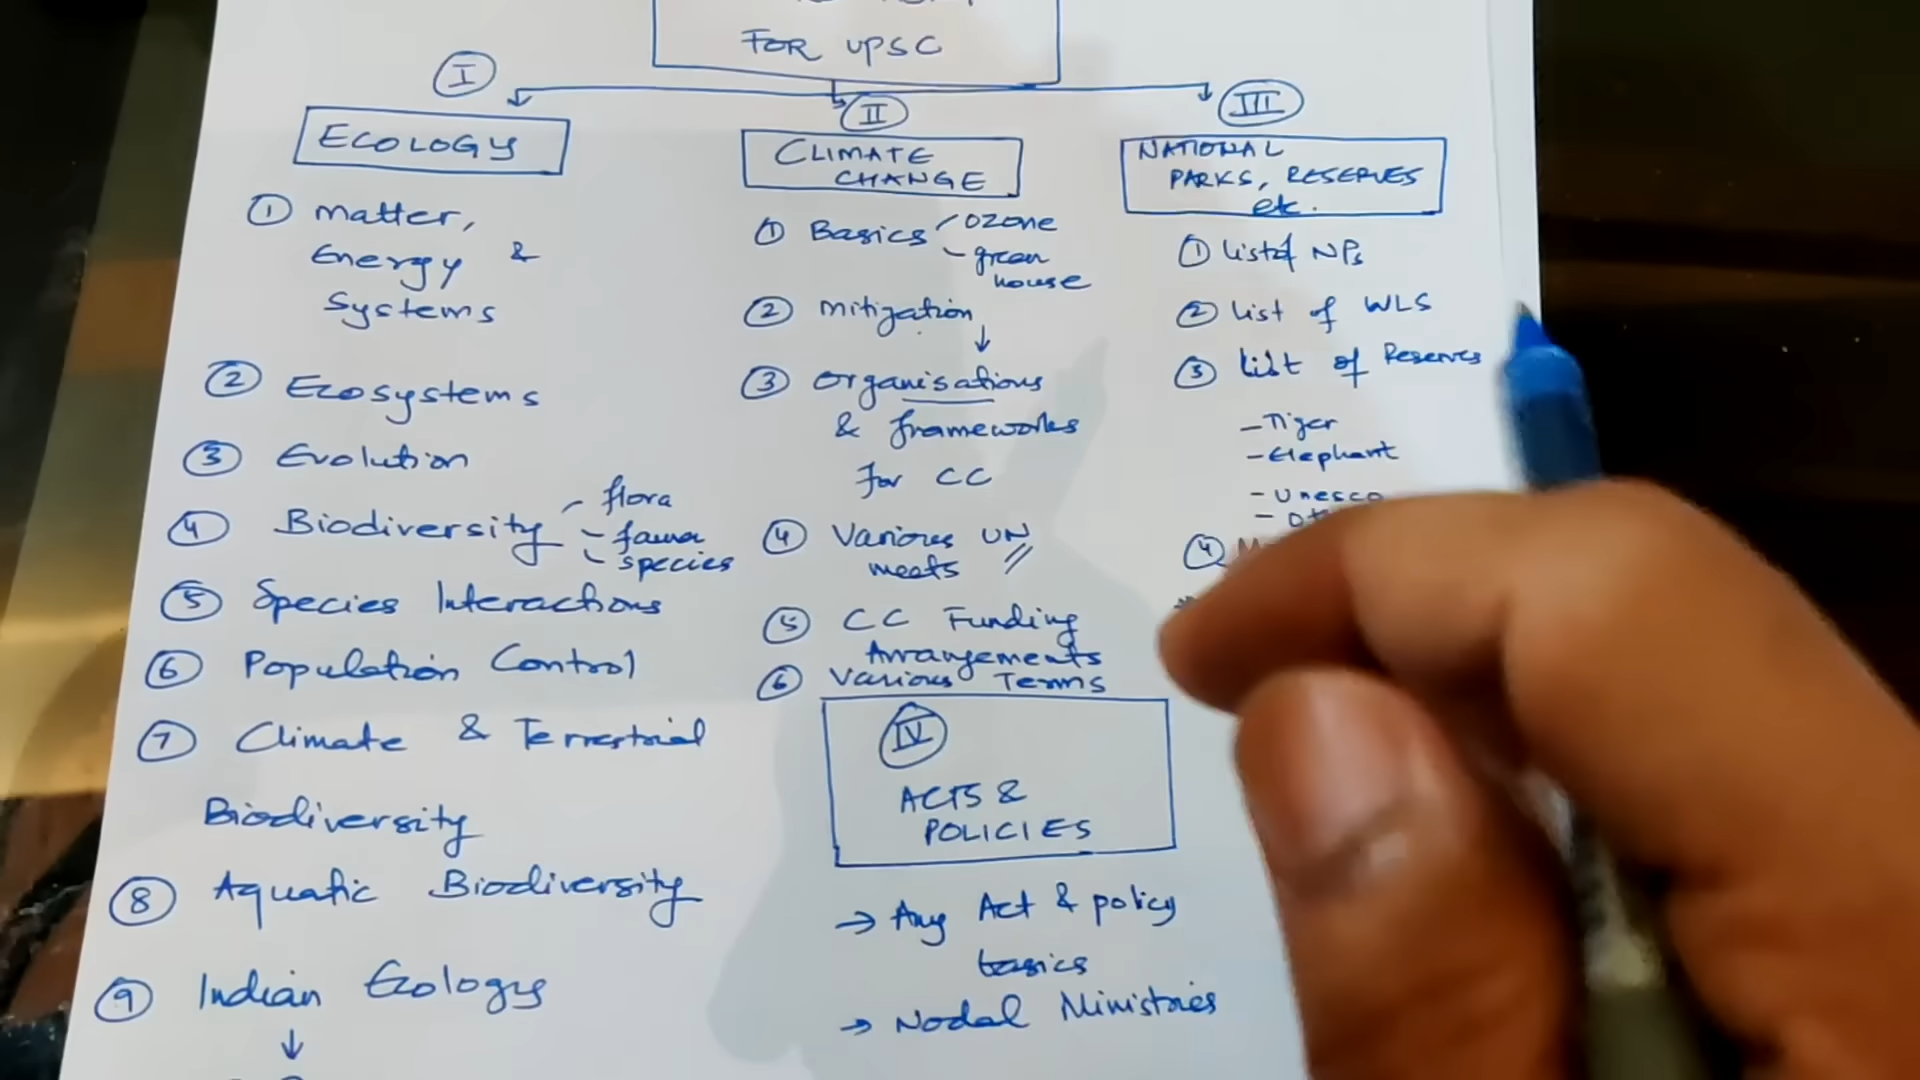 FOR UPSC
I
ECOLOGY
1 matter,
Energy &
Systems
2 Ecosystems
3 Evolution
4 Biodiversity - flora
- fauna
- species
5 Species Interactions
6 Population Control
7 Climate & Terrestrial
Biodiversity
8 Aquatic Biodiversity
9 Indian Ecology
↓
II
CLIMATE
CHANGE
1 Basics - Ozone
- green
house
2 Mitigation
↓
3 Organisations
& frameworks
for CC
4 Various UN
meets
5 CC Funding
Arrangements
6 Various Terms
IV
ACTS &
POLICIES
→ Any Act & policy
basics
→ Nodal Ministries
III
NATIONAL
PARKS, RESERVES
etc.
1 list of NPs
2 list of WLS
3 list of Reserves
- Tiger
- Elephant
- Unesco
4